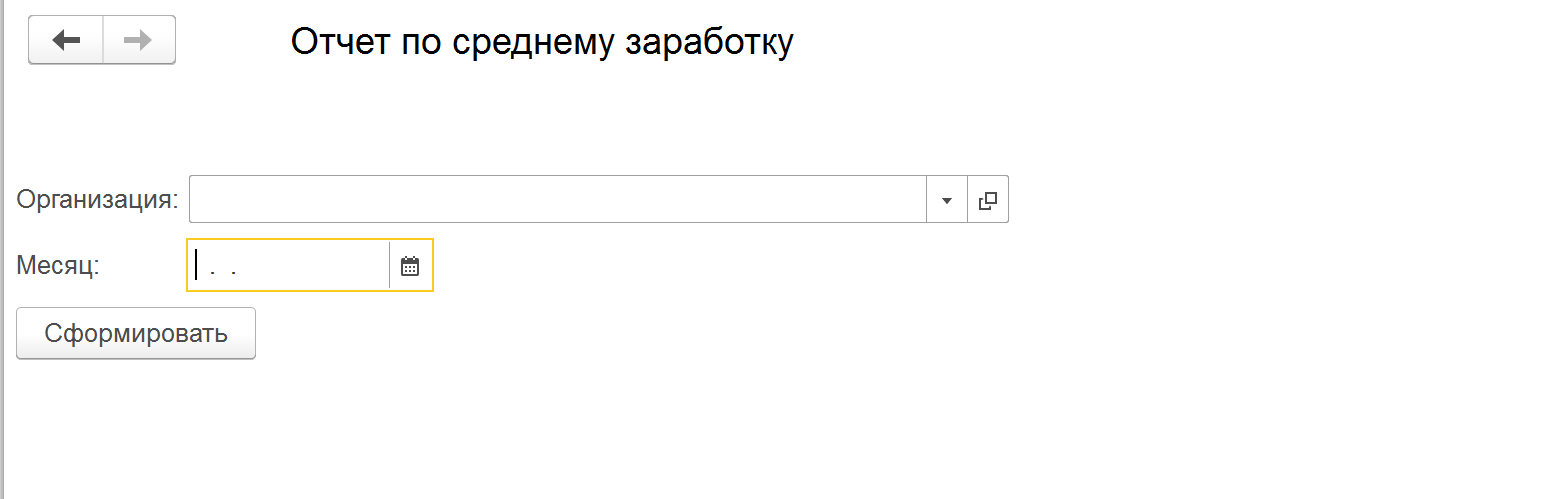 Отчет по среднему заработку
Организация:
Месяц: . .
Сформировать